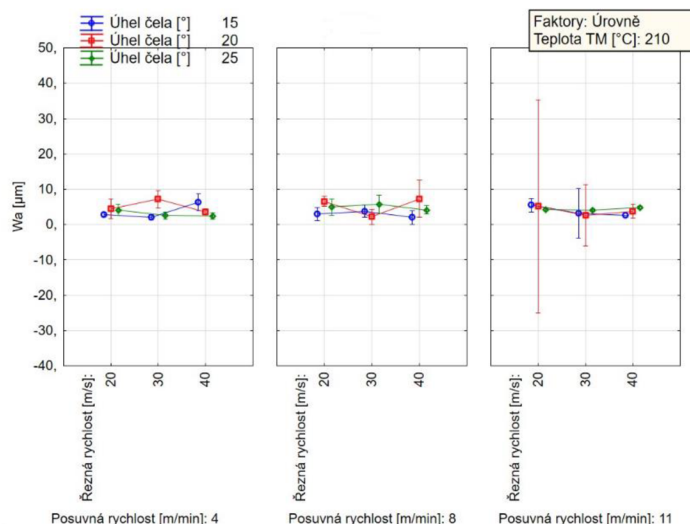 Úhel čela [°] 15
Úhel čela [°] 20
Úhel čela [°] 25
Faktory: Úrovně
Teplota TM [°C]: 210
Wa [µm]
50,
40,
30,
20,
10,
0,
-10,
-20,
-30,
-40,
Řezná rychlost [m/s]:
20
30
40
Řezná rychlost [m/s]:
20
30
40
Řezná rychlost [m/s]:
20
30
40
Posuvná rychlost [m/min]: 4
Posuvná rychlost [m/min]: 8
Posuvná rychlost [m/min]: 11